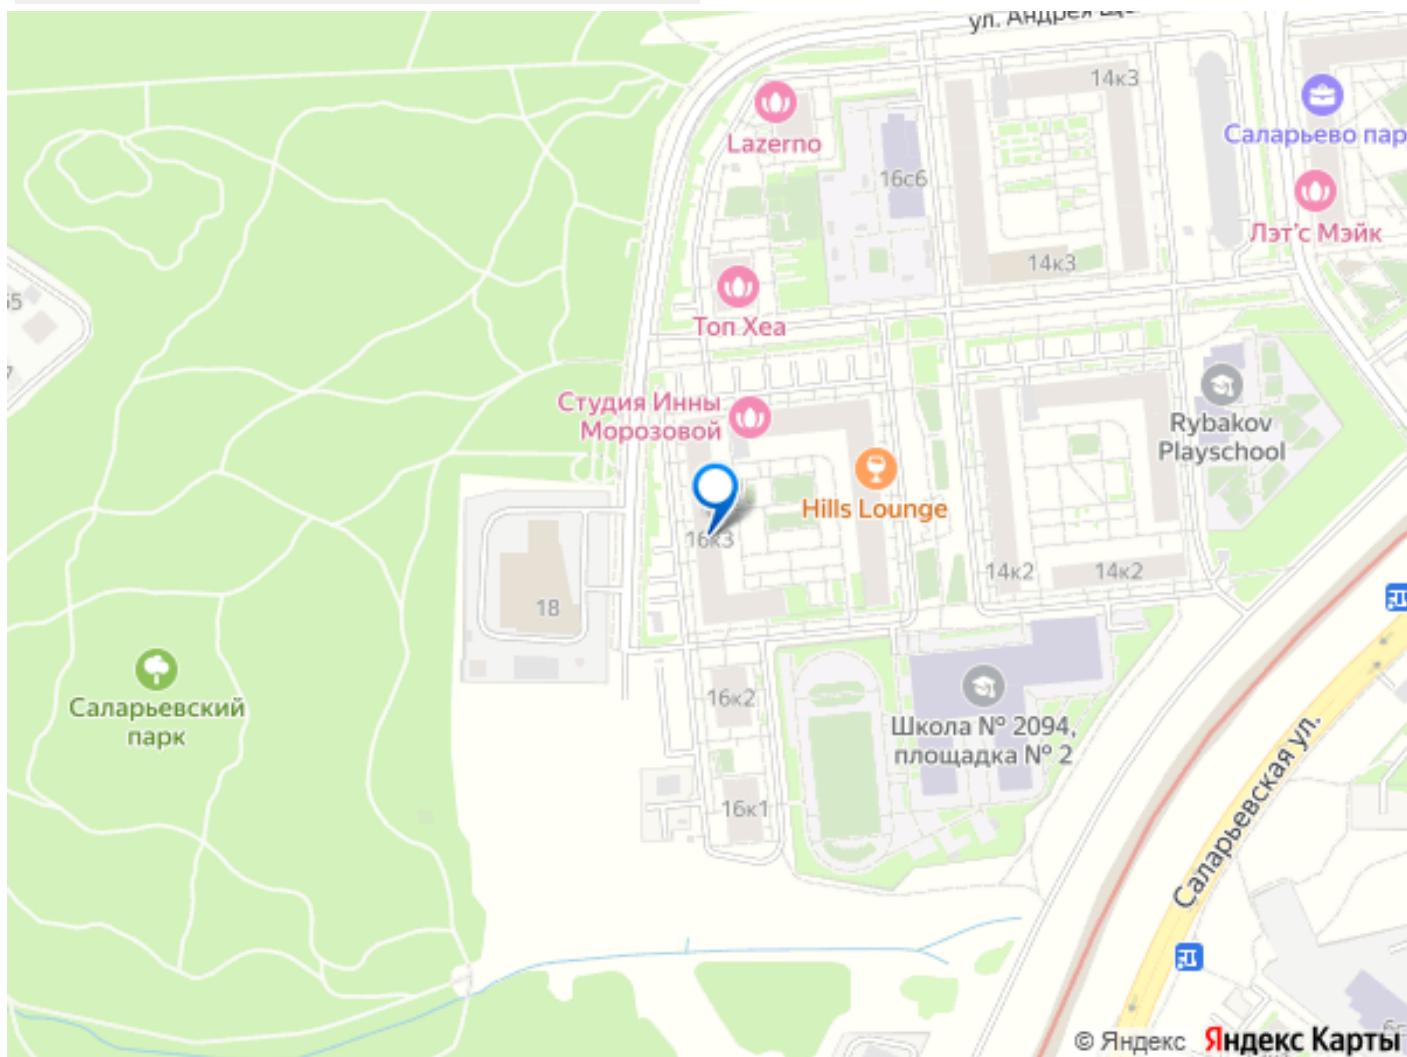 ул. Андрея
14к3
Саларьево пар
Lazerno
16с6
Лэт'с Мэйк
14к3
55
Топ Хеа
7
Студия Инны
Морозовой
Rybakov
Playschool
Hills Lounge
16к3
14к2
14к2
18
16к2
Саларьевский
парк
Школа № 2094,
площадка № 2
Саларьевская ул.
16к1
© Яндекс
Яндекс Карты